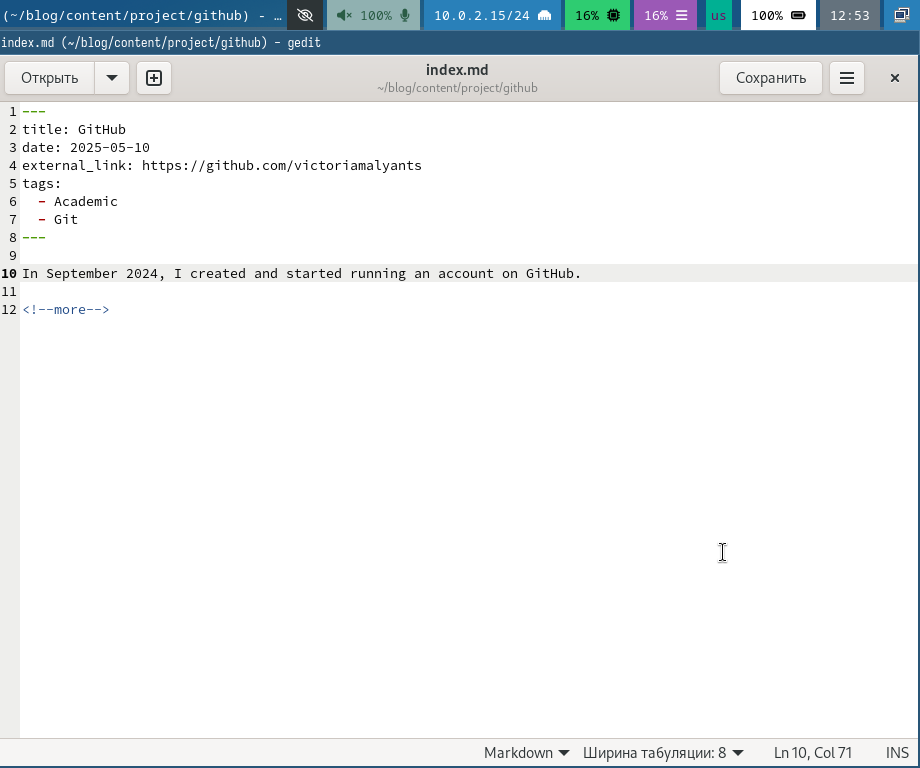 (~/blog/content/project/github) - … 100% 10.0.2.15/24 16% 16% us 100% 12:53
index.md (~/blog/content/project/github) - gedit
Открыть index.md Сохранить
~/blog/content/project/github
1 ---
2 title: GitHub
3 date: 2025-05-10
4 external_link: https://github.com/victoriamalyants
5 tags:
6 - Academic
7 - Git
8 ---
9
10 In September 2024, I created and started running an account on GitHub.
11
12 <!--more-->
Markdown Ширина табуляции: 8 Ln 10, Col 71 INS